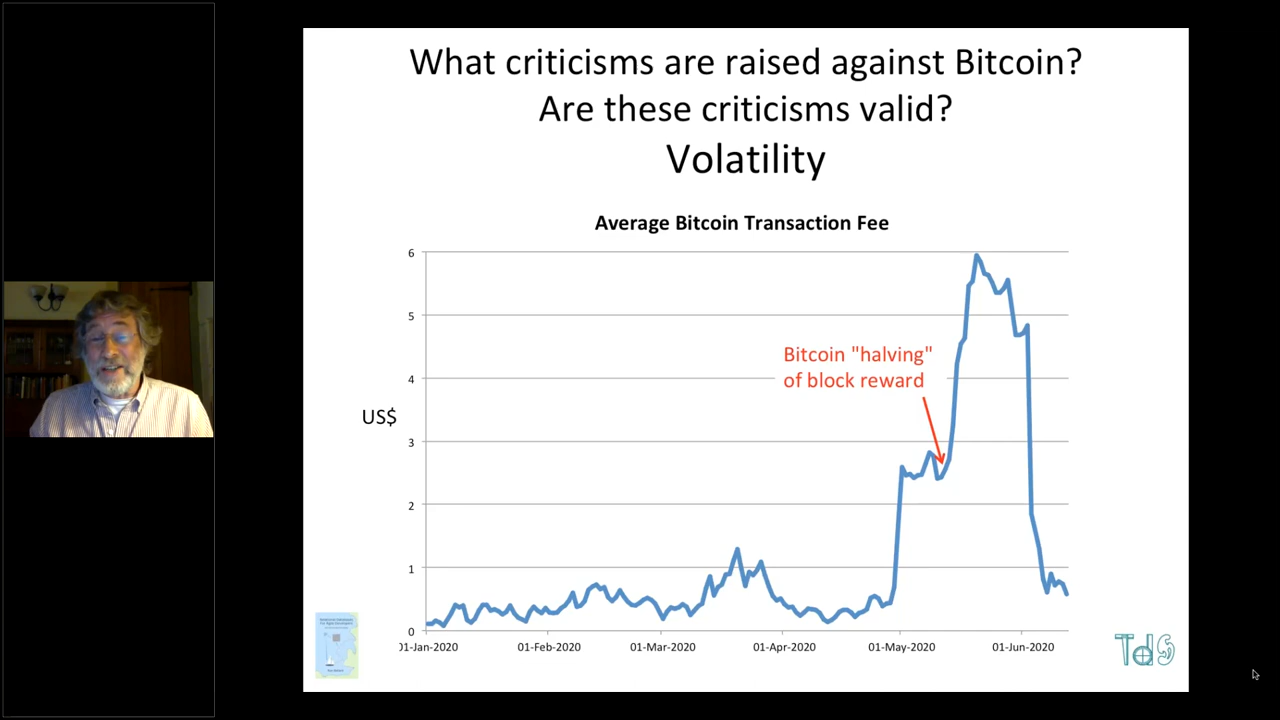 What criticisms are raised against Bitcoin?
Are these criticisms valid?
Volatility
Average Bitcoin Transaction Fee
6
5
4
3
2
1
0
US$
Bitcoin "halving"
of block reward
01-Jan-2020 01-Feb-2020 01-Mar-2020 01-Apr-2020 01-May-2020 01-Jun-2020
TdS